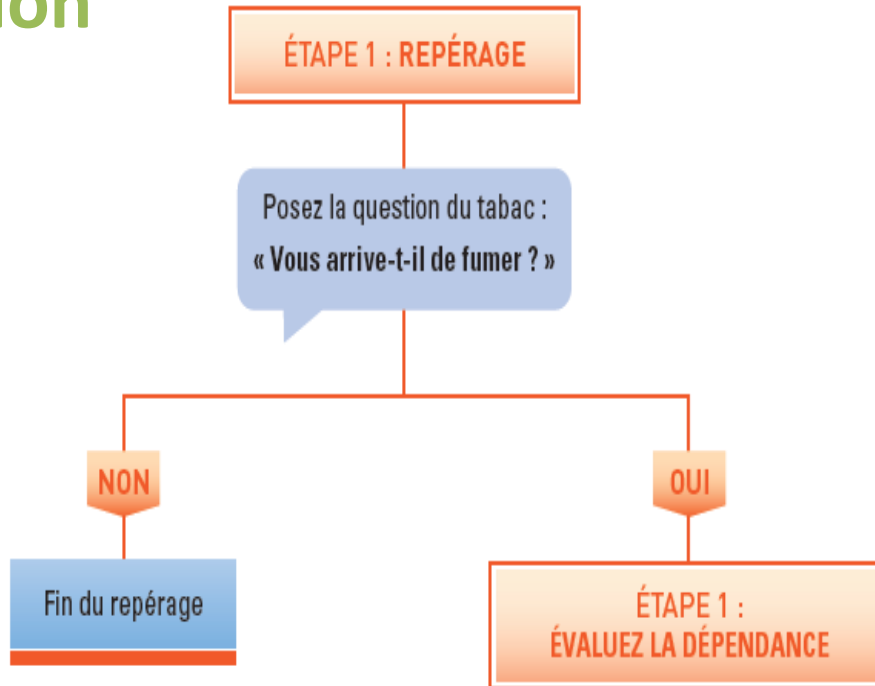 ion
ÉTAPE 1 : REPÉRAGE
Posez la question du tabac :
« Vous arrive-t-il de fumer ? »
NON
OUI
Fin du repérage
ÉTAPE 1 :
ÉVALUEZ LA DÉPENDANCE